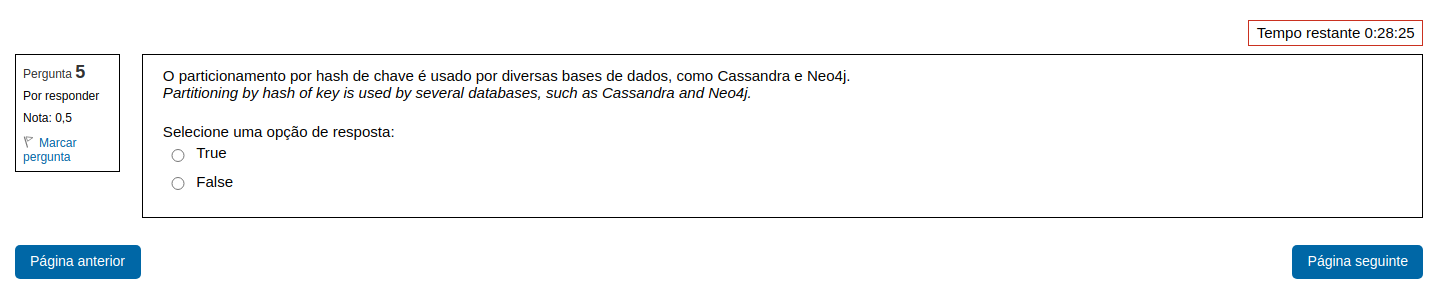 Tempo restante 0:28:25
Pergunta 5
Por responder
Nota: 0,5
Marcar
pergunta
O particionamento por hash de chave é usado por diversas bases de dados, como Cassandra e Neo4j.
Partitioning by hash of key is used by several databases, such as Cassandra and Neo4j.
Selecione uma opção de resposta:
True
False
Página anterior
Página seguinte